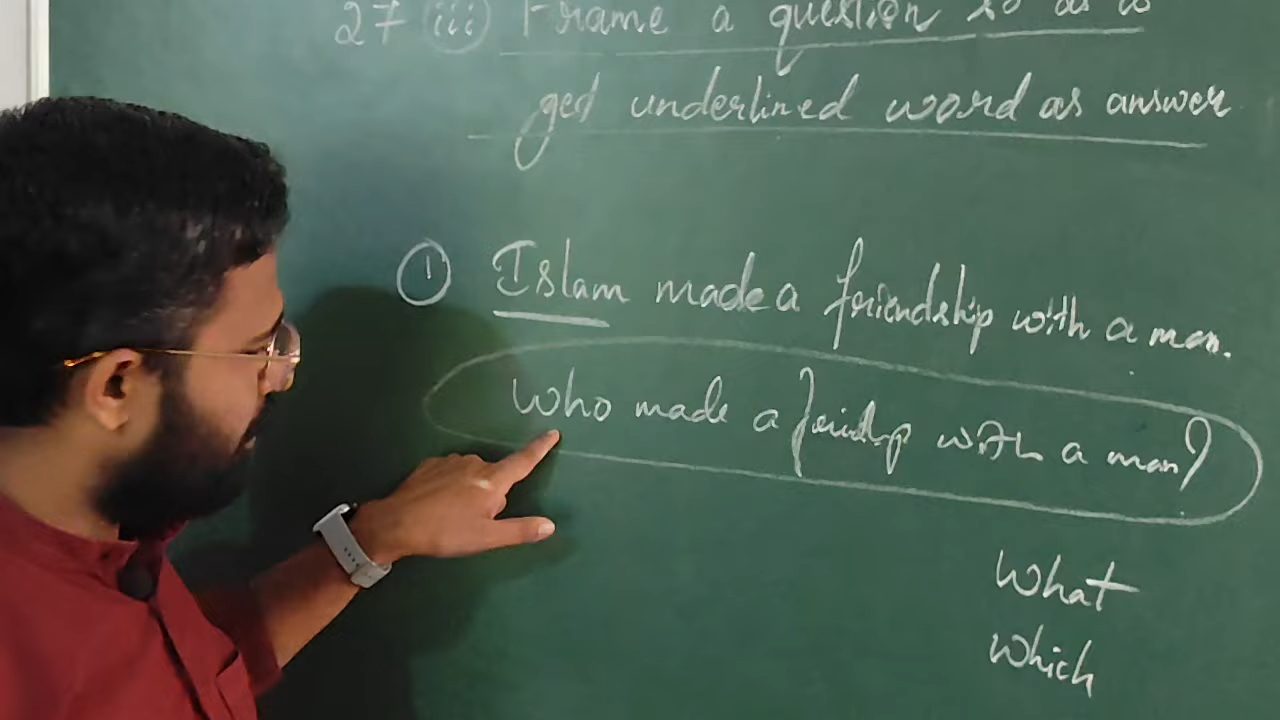 27 (iii) Frame a question so as to
get underlined word as answer
① Islam made a friendship with a man.
Who made a friendship with a man?
What
Which